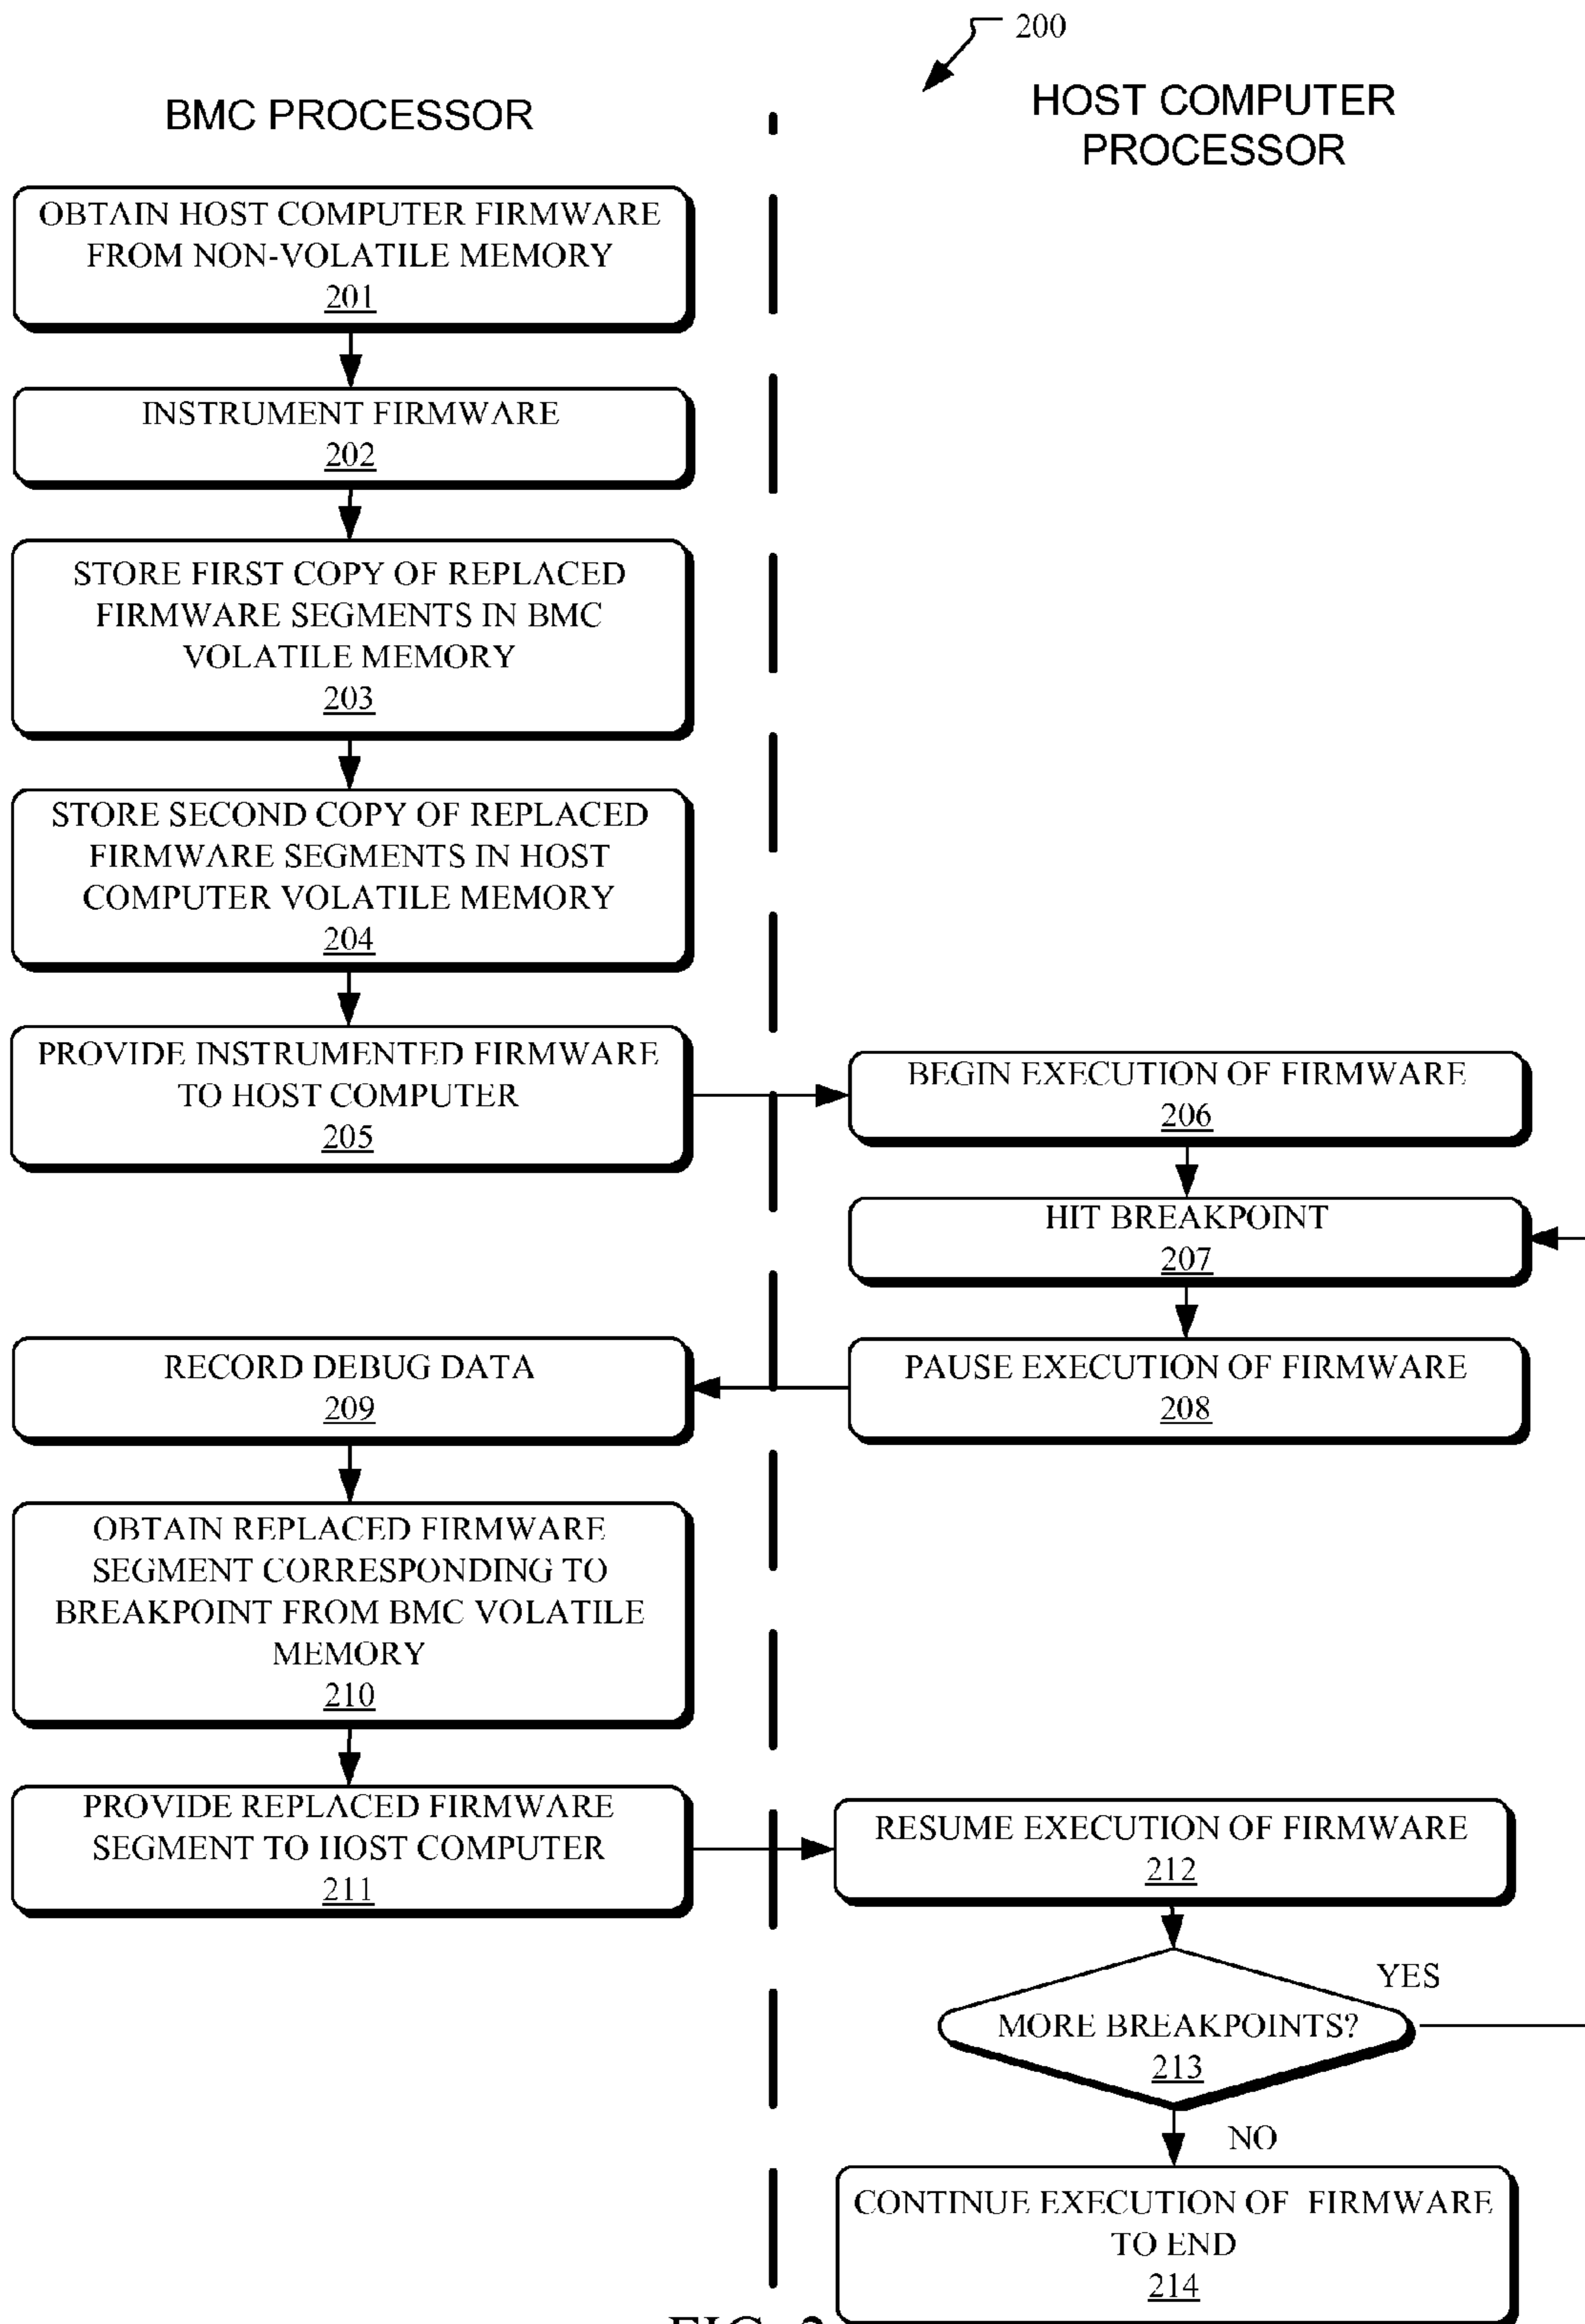 200
BMC PROCESSOR
HOST COMPUTER
PROCESSOR
OBTAIN HOST COMPUTER FIRMWARE
FROM NON-VOLATILE MEMORY
201
INSTRUMENT FIRMWARE
202
STORE FIRST COPY OF REPLACED
FIRMWARE SEGMENTS IN BMC
VOLATILE MEMORY
203
STORE SECOND COPY OF REPLACED
FIRMWARE SEGMENTS IN HOST
COMPUTER VOLATILE MEMORY
204
PROVIDE INSTRUMENTED FIRMWARE
TO HOST COMPUTER
205
BEGIN EXECUTION OF FIRMWARE
206
HIT BREAKPOINT
207
PAUSE EXECUTION OF FIRMWARE
208
RECORD DEBUG DATA
209
OBTAIN REPLACED FIRMWARE
SEGMENT CORRESPONDING TO
BREAKPOINT FROM BMC VOLATILE
MEMORY
210
PROVIDE REPLACED FIRMWARE
SEGMENT TO HOST COMPUTER
211
RESUME EXECUTION OF FIRMWARE
212
MORE BREAKPOINTS?
213
YES
NO
CONTINUE EXECUTION OF FIRMWARE
TO END
214